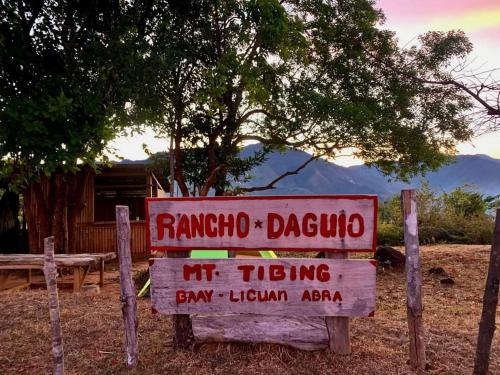 RANCHO ★ DAGUIO
MT. TIBING
BAAY - LICUAN ABRA